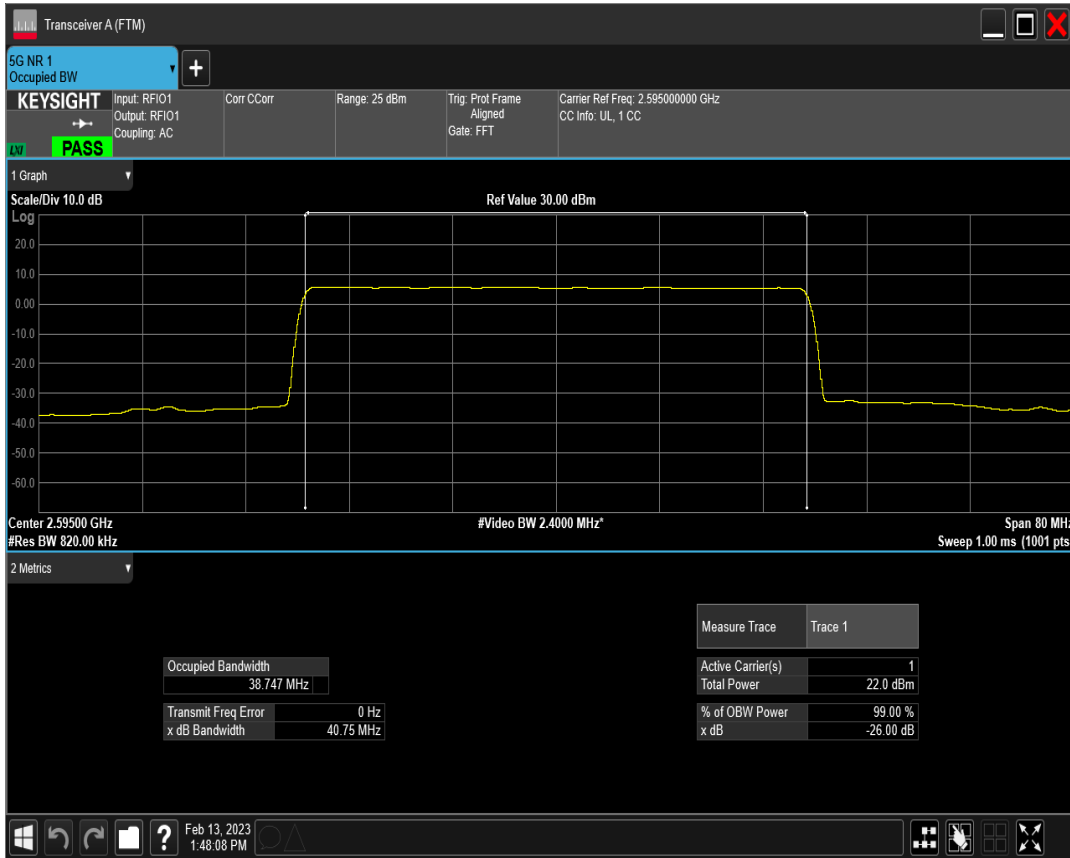 Transceiver A (FTM)
5G NR 1
Occupied BW
+
KEYSIGHT
LXI
PASS
Input: RFIO1
Output: RFIO1
Coupling: AC
Corr CCorr
Range: 25 dBm
Trig: Prot Frame
Aligned
Gate: FFT
Carrier Ref Freq: 2.595000000 GHz
CC Info: UL, 1 CC
1 Graph
Scale/Div 10.0 dB
Ref Value 30.00 dBm
Log
20.0
10.0
0.00
-10.0
-20.0
-30.0
-40.0
-50.0
-60.0
Center 2.59500 GHz
#Video BW 2.4000 MHz*
Span 80 MHz
#Res BW 820.00 kHz
Sweep 1.00 ms (1001 pts
2 Metrics
Measure Trace Trace 1
Occupied Bandwidth
38.747 MHz
Active Carrier(s) 1
Total Power 22.0 dBm
Transmit Freq Error 0 Hz
x dB Bandwidth 40.75 MHz
% of OBW Power 99.00 %
x dB -26.00 dB
?
Feb 13, 2023
1:48:08 PM